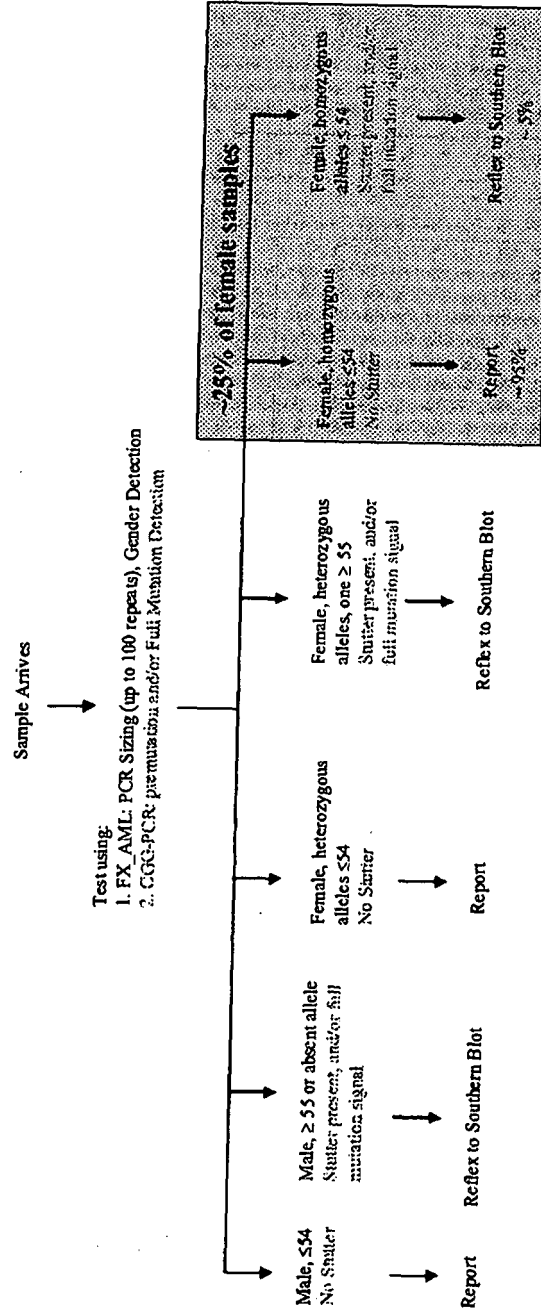 Sample Arrives
Test using:
1. FX_AML: PCR Sizing (up to 100 repeats), Gender Detection
2. CGG-PCR: premutation and/or Full Mutation Detection
Male, ≤54
No Stutter
Report
Male, ≥ 55 or absent allele
Stutter present, and/or full
mutation signal
Reflex to Southern Blot
Female, heterozygous
alleles ≤54
No Stutter
Report
Female, heterozygous
alleles, one ≥ 55
Stutter present, and/or
full mutation signal
Reflex to Southern Blot
~25% of female samples
Female, homozygous
alleles ≤54
No Stutter
Report
~95%
Female, homozygous
alleles ≤ 54
Stutter present, and/or
full mutation signal
Reflex to Southern Blot
~ 5%